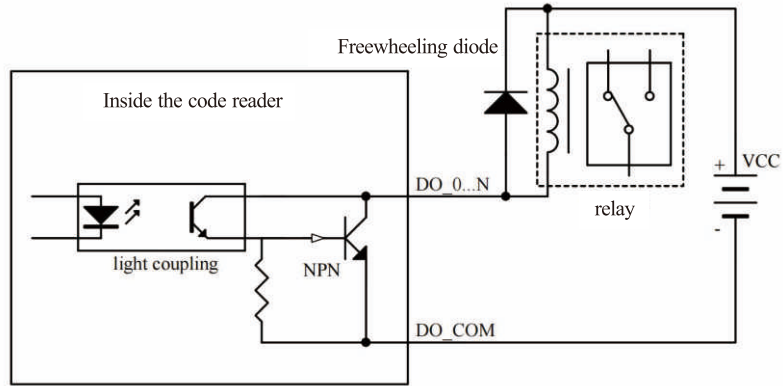 Freewheeling diode
Inside the code reader
+ VCC
DO_0...N
-
relay
light coupling
NPN
DO_COM